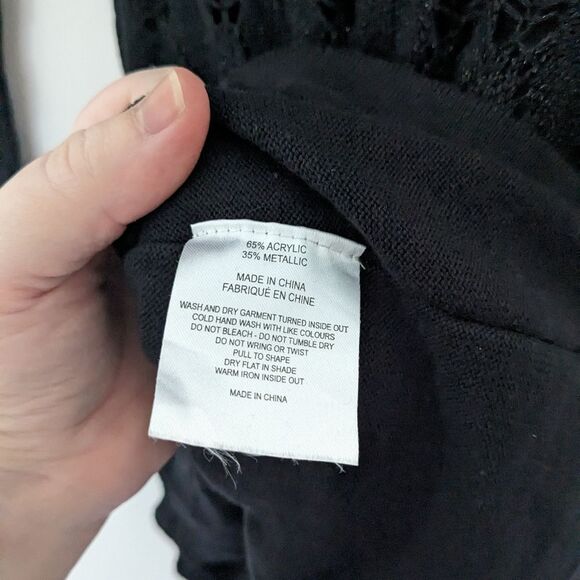 65% ACRYLIC
35% METALLIC
MADE IN CHINA
FABRIQUÉ EN CHINE
WASH AND DRY GARMENT TURNED INSIDE OUT
COLD HAND WASH WITH LIKE COLOURS
DO NOT BLEACH - DO NOT TUMBLE DRY
DO NOT WRING OR TWIST
PULL TO SHAPE
DRY FLAT IN SHADE
WARM IRON INSIDE OUT
MADE IN CHINA